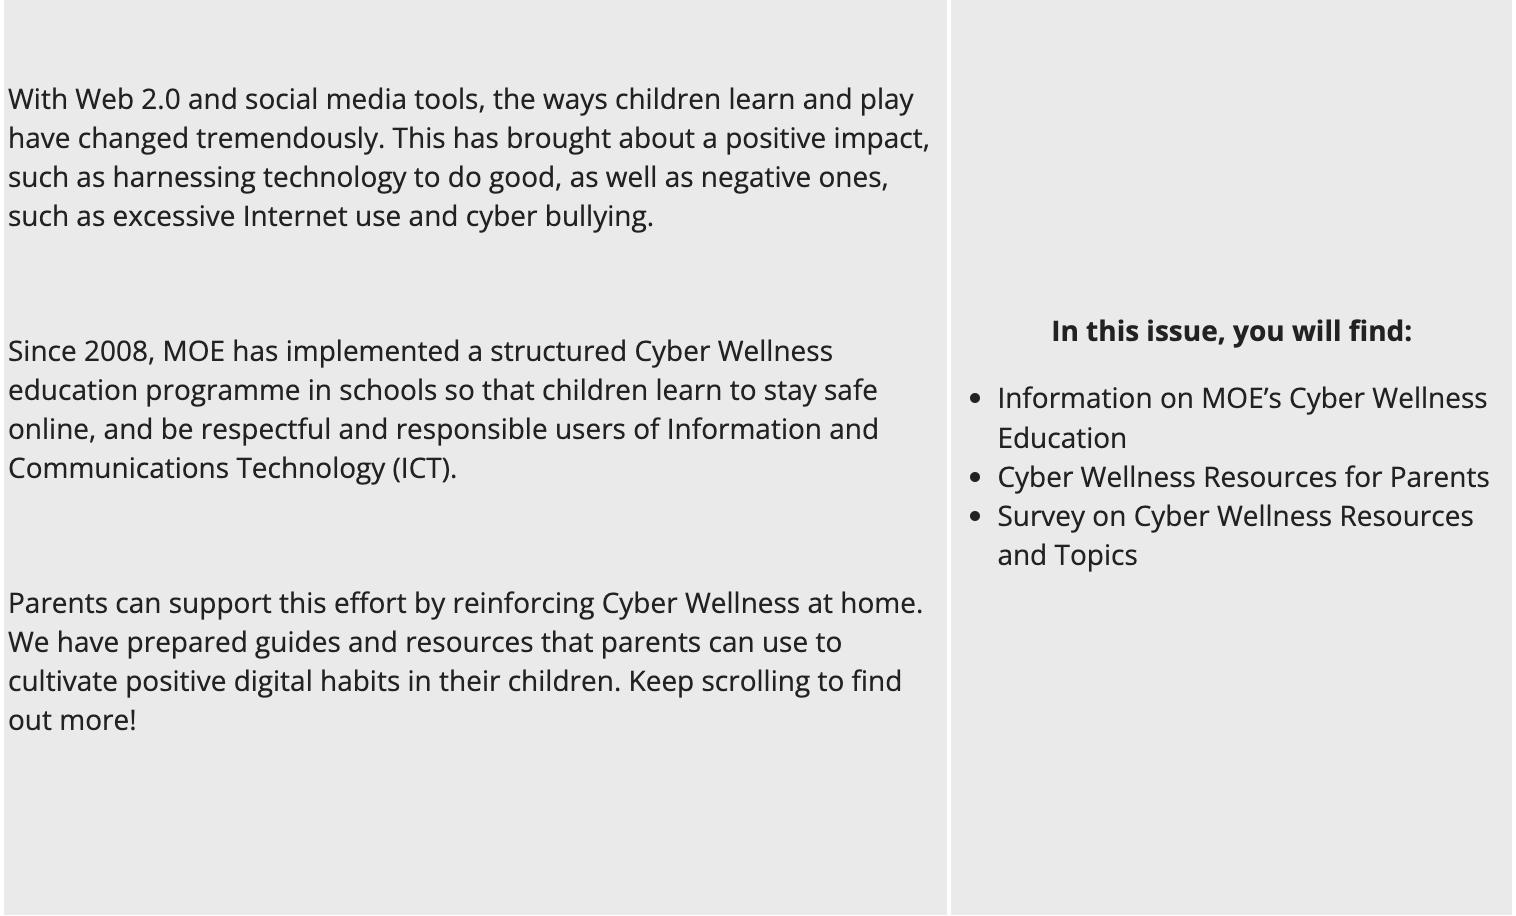 With Web 2.0 and social media tools, the ways children learn and play
have changed tremendously. This has brought about a positive impact,
such as harnessing technology to do good, as well as negative ones,
such as excessive Internet use and cyber bullying.
Since 2008, MOE has implemented a structured Cyber Wellness
education programme in schools so that children learn to stay safe
online, and be respectful and responsible users of Information and
Communications Technology (ICT).
Parents can support this effort by reinforcing Cyber Wellness at home.
We have prepared guides and resources that parents can use to
cultivate positive digital habits in their children. Keep scrolling to find
out more!
In this issue, you will find:
• Information on MOE’s Cyber Wellness
Education
• Cyber Wellness Resources for Parents
• Survey on Cyber Wellness Resources
and Topics